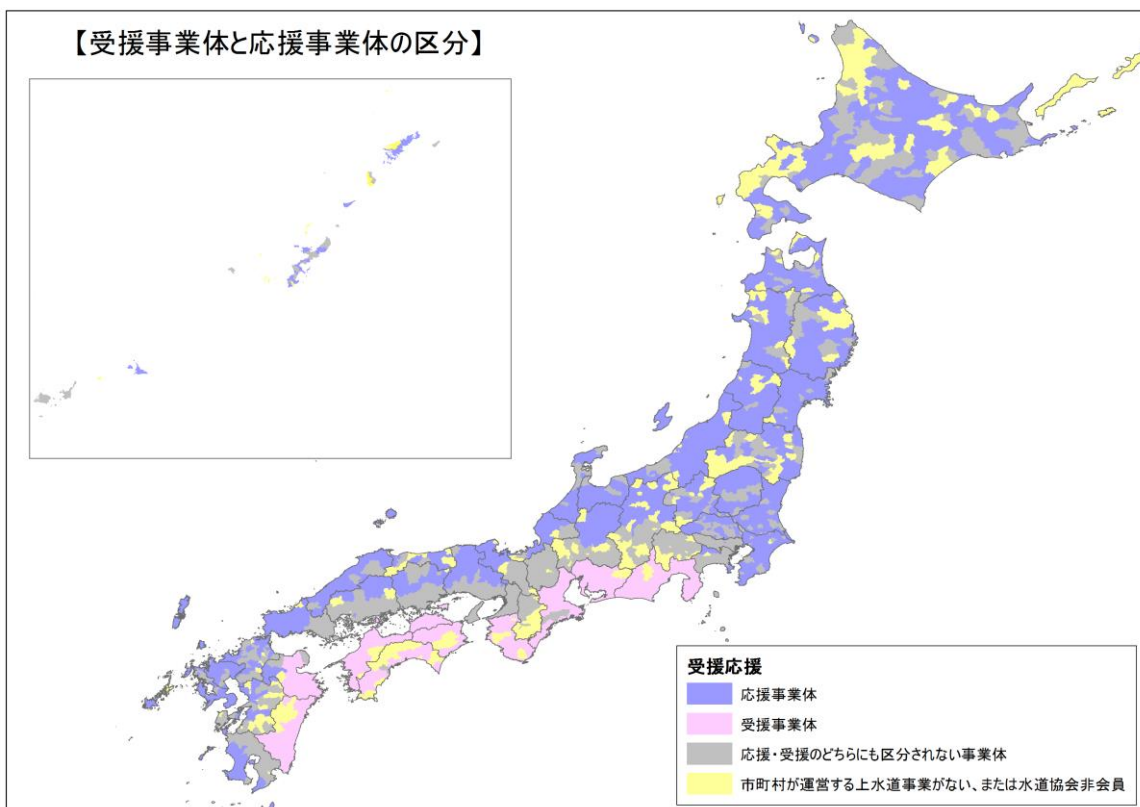 【受援事業体と応援事業体の区分】
受援応援
応援事業体
受援事業体
応援・受援のどちらにも区分されない事業体
市町村が運営する上水道事業がない、または水道協会非会員